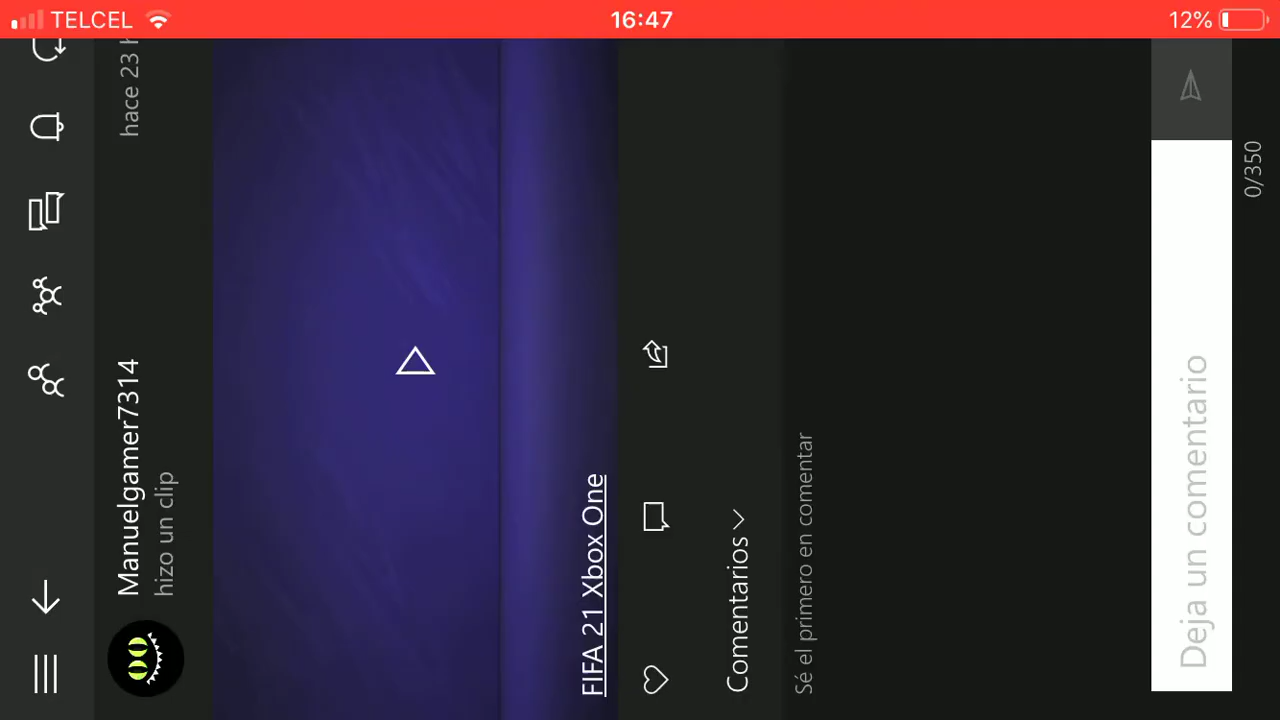 TELCEL 16:47 12%
Manuelgamer7314
hizo un clip
hace 23
FIFA 21 Xbox One
Comentarios
Sé el primero en comentar
Deja un comentario
0/350